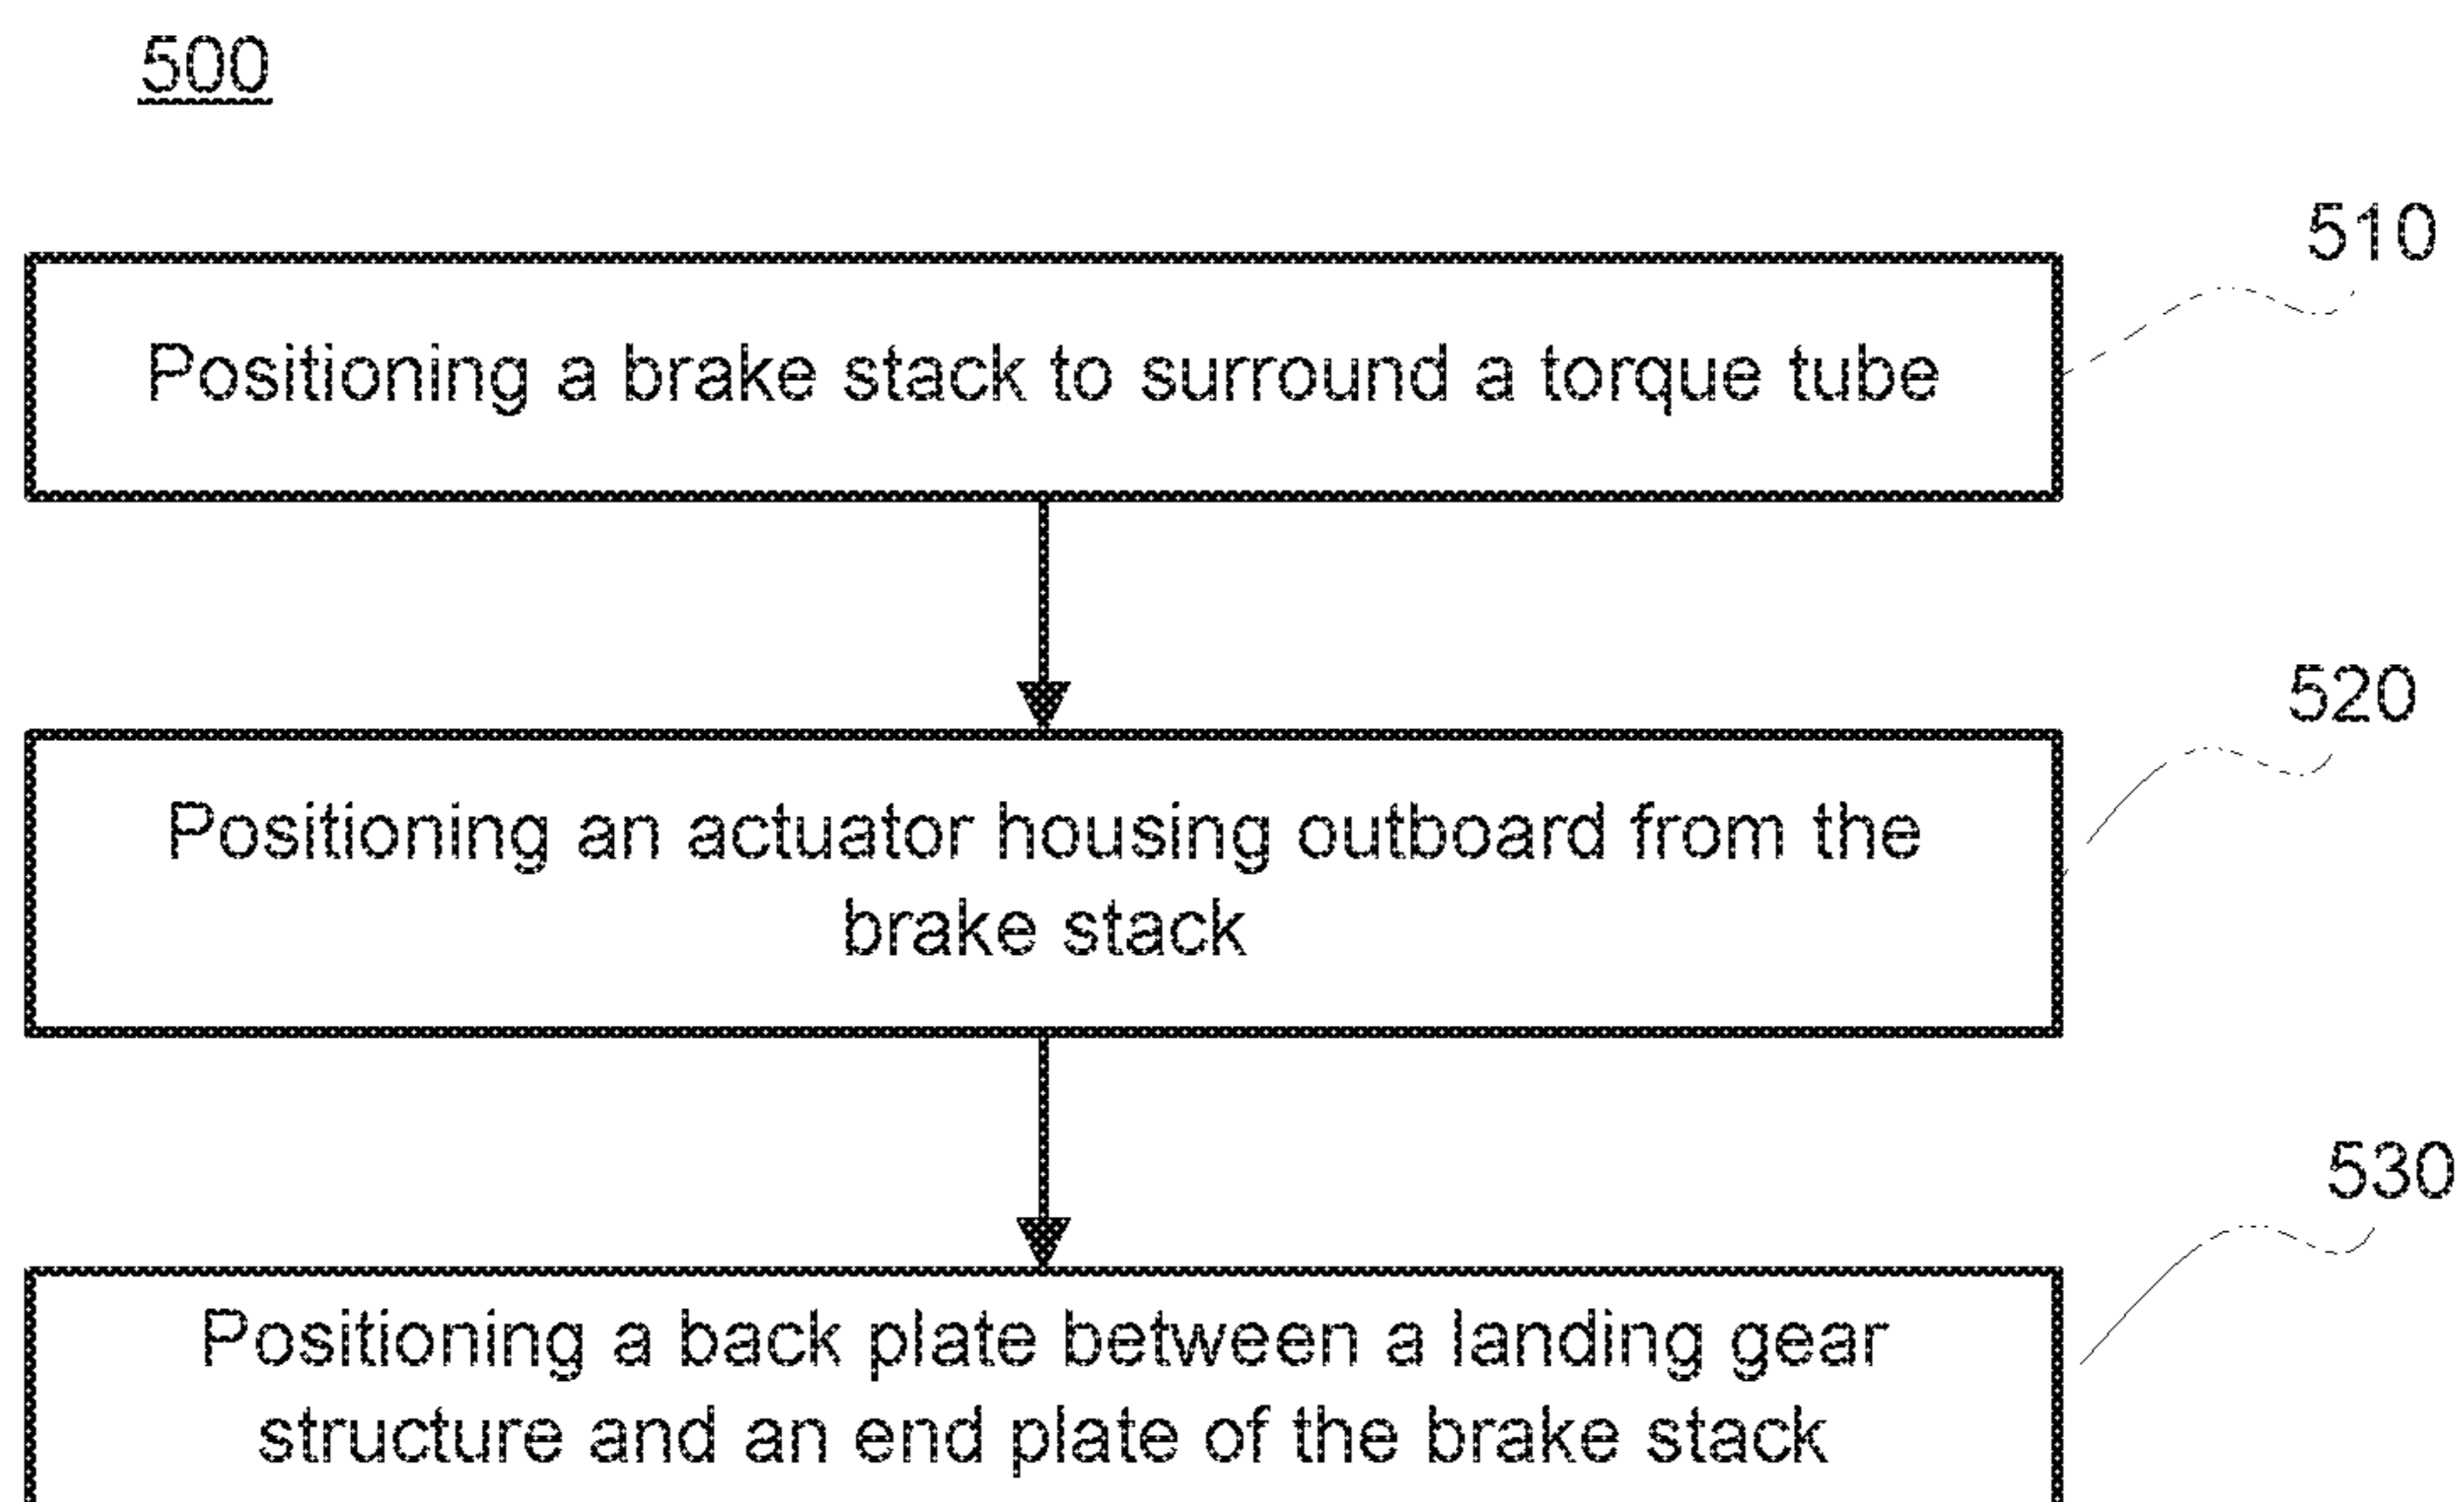 500
510
Positioning a brake stack to surround a torque tube
520
Positioning an actuator housing outboard from the
brake stack
530
Positioning a back plate between a landing gear
structure and an end plate of the brake stack